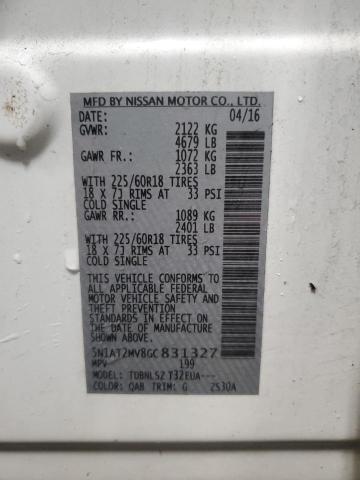 MFD BY NISSAN MOTOR CO., LTD.
DATE: 04/16
GVWR: 2122 KG
4679 LB
GAWR FR.: 1072 KG
2363 LB
WITH 225/60R18 TIRES
18 X 7J RIMS AT 33 PSI
COLD SINGLE
GAWR RR.: 1089 KG
2401 LB
WITH 225/60R18 TIRES
18 X 7J RIMS AT 33 PSI
COLD SINGLE
THIS VEHICLE CONFORMS TO
ALL APPLICABLE FEDERAL
MOTOR VEHICLE SAFETY
AND THEFT PREVENTION
STANDARDS IN EFFECT ON
THE DATE OF MANUFACTURE
SHOWN ABOVE.
5N1AT2MV8GC831327
MPV 199
MODEL: TDBNLS2 T32EUA---
COLOR: QAB TRIM: G 2530A